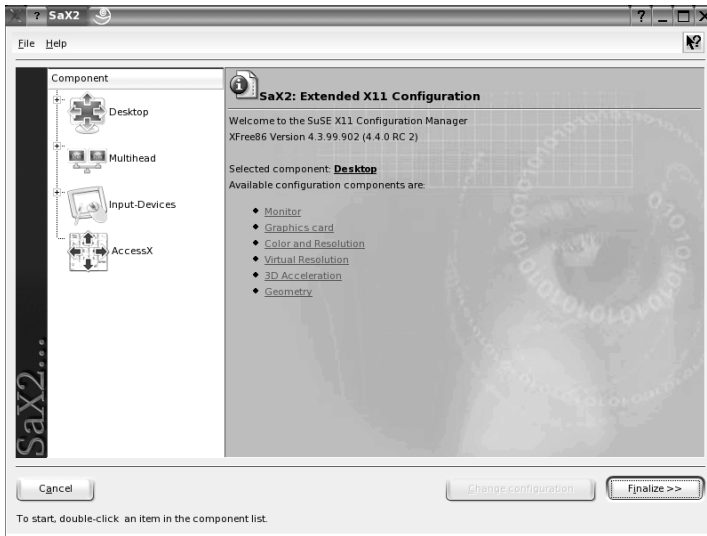 SaX2
File Help
Component
Desktop
Multihead
Input-Devices
AccessX
SaX2...
SaX2: Extended X11 Configuration
Welcome to the SuSE X11 Configuration Manager
XFree86 Version 4.3.99.902 (4.4.0 RC 2)
Selected component: Desktop
Available configuration components are:
Monitor
Graphics card
Color and Resolution
Virtual Resolution
3D Acceleration
Geometry
Cancel
Change configuration
Finalize >>
To start, double-click an item in the component list.